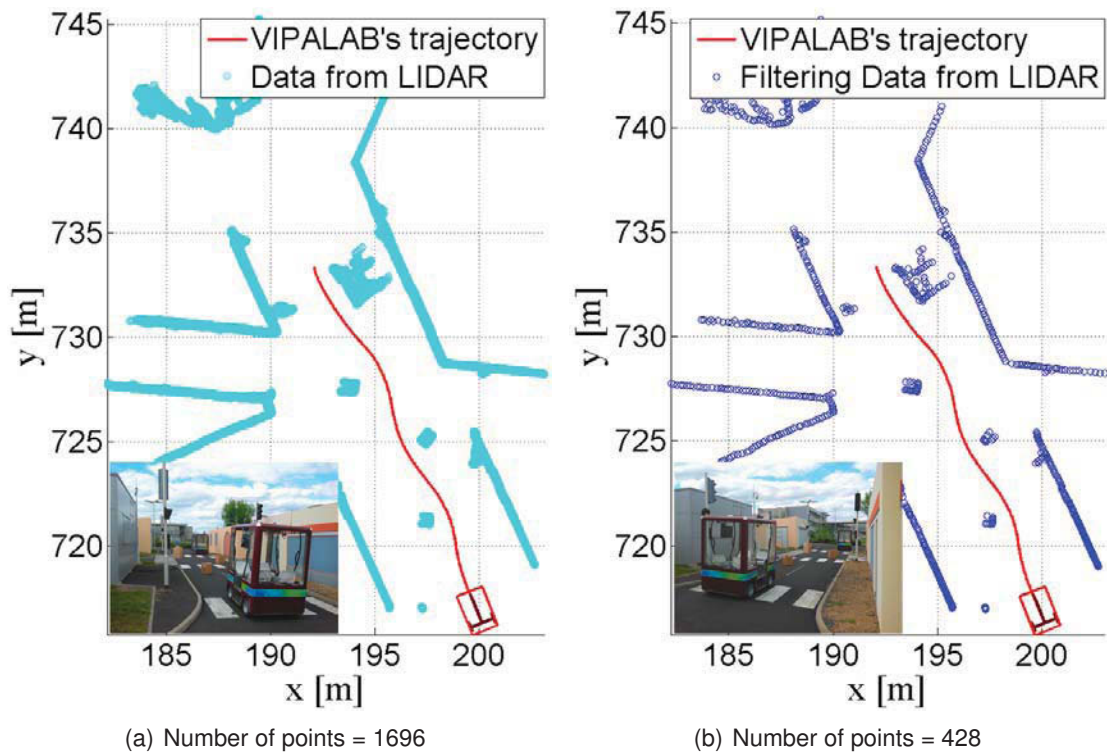 745
740
735
730
725
720
y [m]
185
190
195
200
x [m]
VIPALAB's trajectory
Data from LIDAR
(a) Number of points = 1696
745
740
735
730
725
720
y [m]
185
190
195
200
x [m]
VIPALAB's trajectory
Filtering Data from LIDAR
(b) Number of points = 428